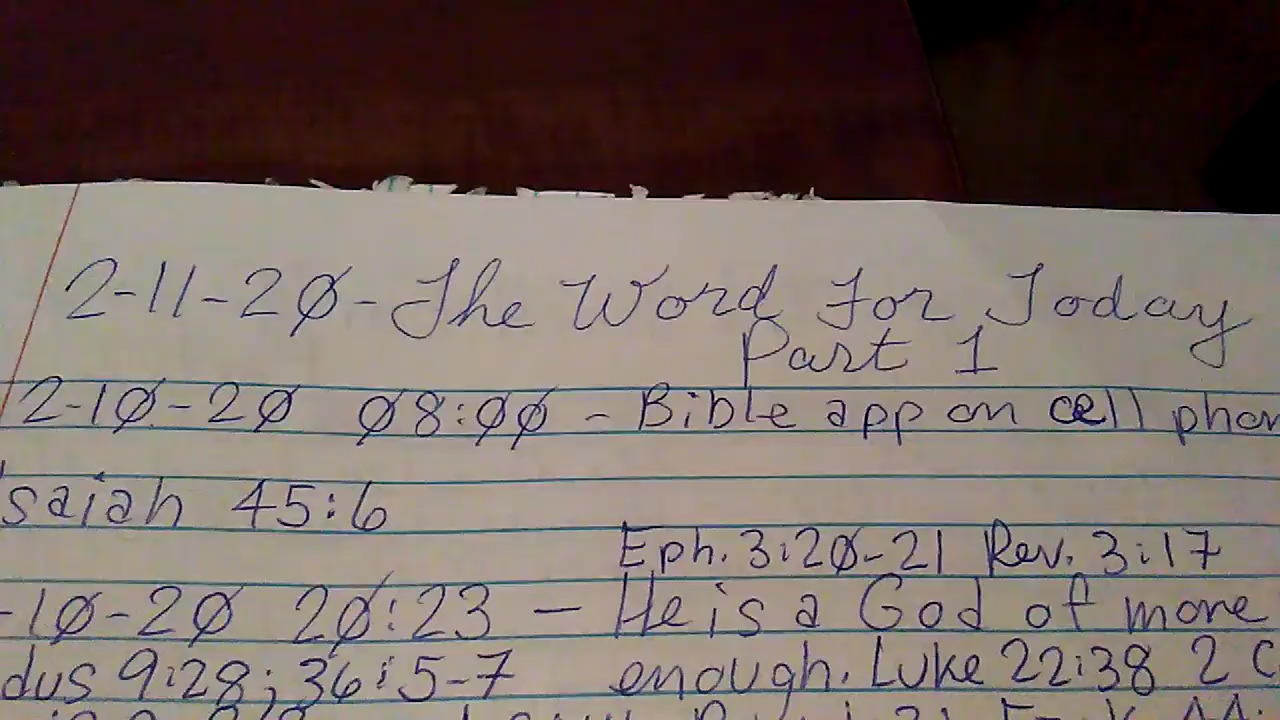 2-11-2Ø-The Word For Today
Part 1
2-1Ø-2Ø Ø8:ØØ - Bible app on cell
saiah 45:6
Eph. 3:2Ø-21 Rev. 3:17
-1Ø-2Ø 2Ø:23 - He is a God of more
dus 9:28; 36:5-7 enough. Luke 22:38 2 C